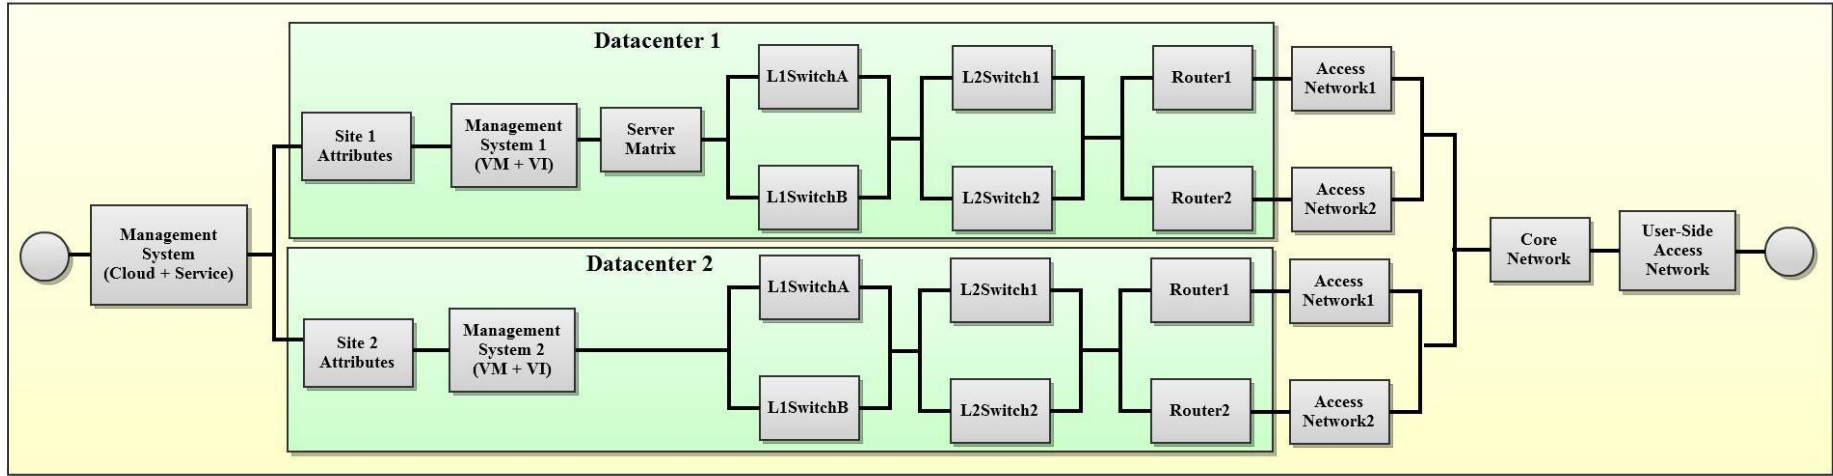 Datacenter 1
Management
System
(Cloud + Service)
Site 1
Attributes
Management
System 1
(VM + VI)
Server
Matrix
L1SwitchA
L1SwitchB
L2Switch1
L2Switch2
Router1
Router2
Access
Network1
Access
Network2
Datacenter 2
Site 2
Attributes
Management
System 2
(VM + VI)
L1SwitchA
L1SwitchB
L2Switch1
L2Switch2
Router1
Router2
Access
Network1
Access
Network2
Core
Network
User-Side
Access
Network